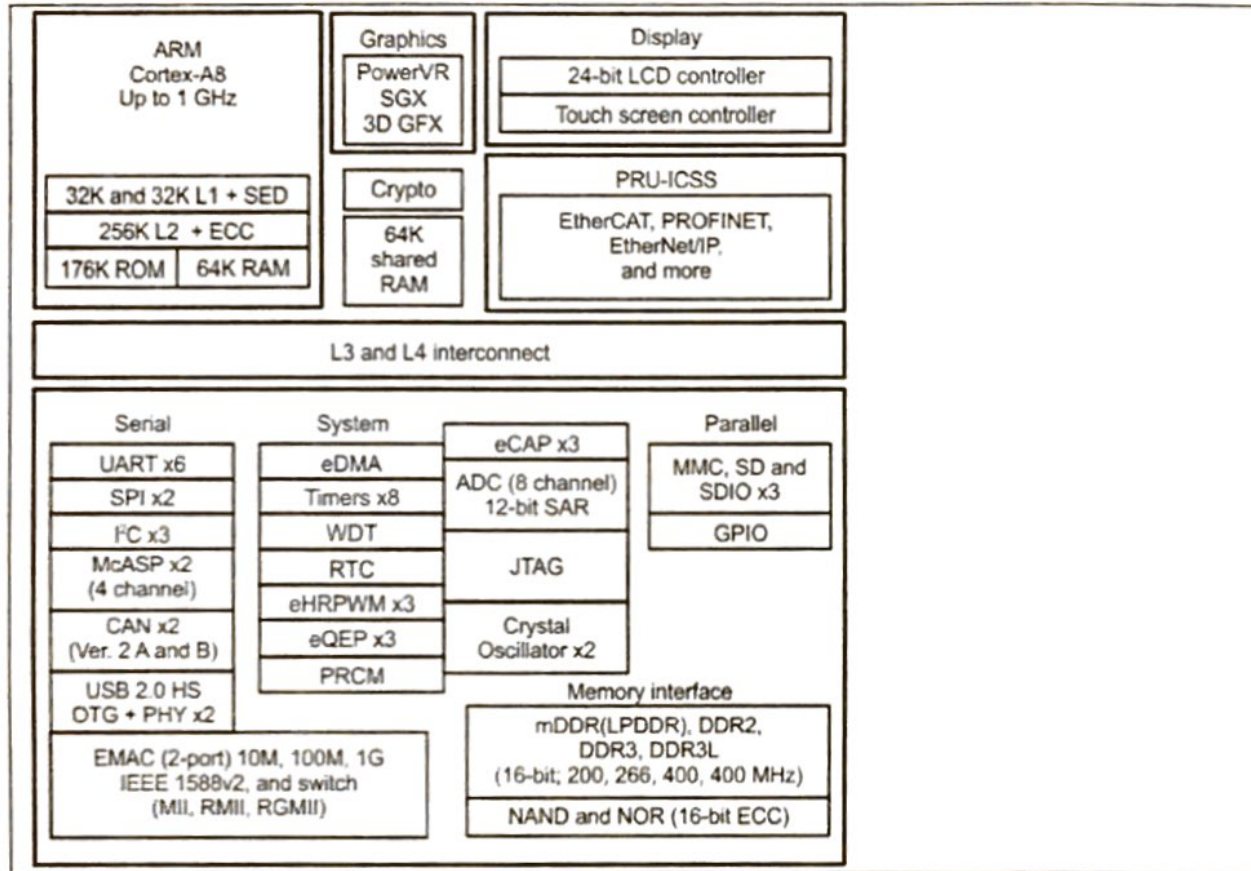 ARM
Cortex-A8
Up to 1 GHz
32K and 32K L1 + SED
256K L2 + ECC
176K ROM
64K RAM
Graphics
PowerVR
SGX
3D GFX
Crypto
64K
shared
RAM
Display
24-bit LCD controller
Touch screen controller
PRU-ICSS
EtherCAT, PROFINET,
EtherNet/IP,
and more
L3 and L4 interconnect
Serial
UART x6
SPI x2
I²C x3
McASP x2
(4 channel)
CAN x2
(Ver. 2 A and B)
USB 2.0 HS
OTG + PHY x2
EMAC (2-port) 10M, 100M, 1G
IEEE 1588v2, and switch
(MII, RMII, RGMII)
System
eDMA
Timers x8
WDT
RTC
eHRPWM x3
eQEP x3
PRCM
eCAP x3
ADC (8 channel)
12-bit SAR
JTAG
Crystal
Oscillator x2
Parallel
MMC, SD and
SDIO x3
GPIO
Memory interface
mDDR(LPDDR), DDR2,
DDR3, DDR3L
(16-bit; 200, 266, 400, 400 MHz)
NAND and NOR (16-bit ECC)